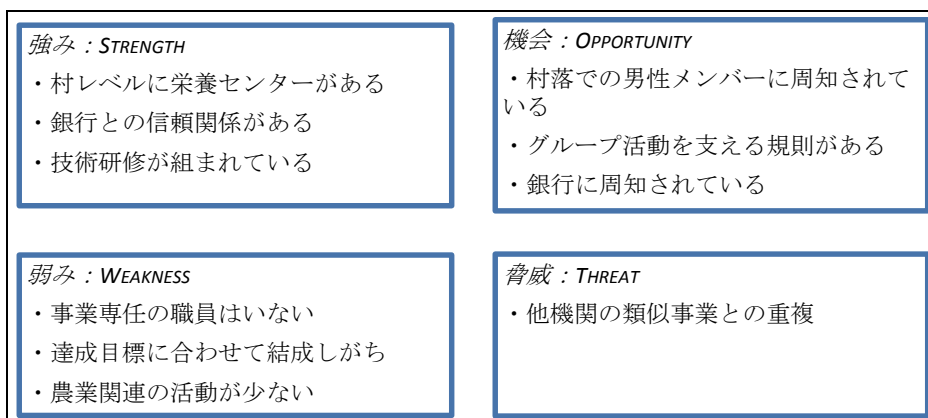 強み：STRENGTH
・村レベルに栄養センターがある
・銀行との信頼関係がある
・技術研修が組まれている
機会：OPPORTUNITY
・村落での男性メンバーに周知されて
いる
・グループ活動を支える規則がある
・銀行に周知されている
弱み：WEAKNESS
・事業専任の職員はいない
・達成目標に合わせて結成しがち
・農業関連の活動が少ない
脅威：THREAT
・他機関の類似事業との重複